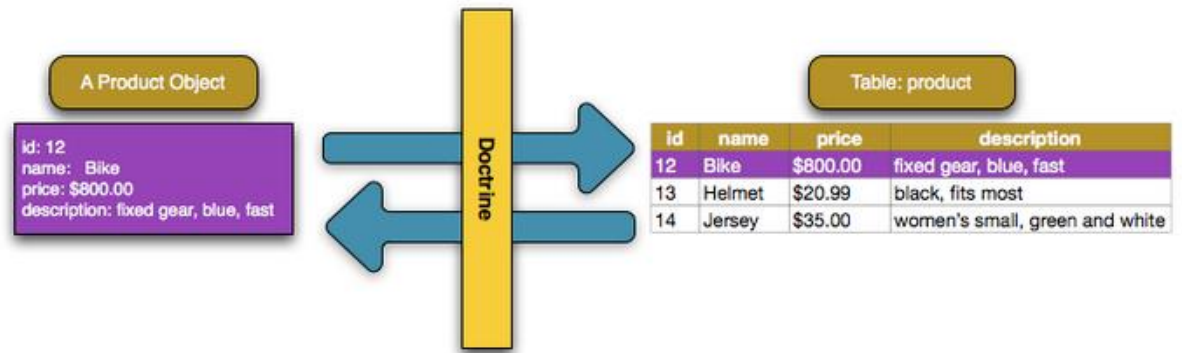 A Product Object
id: 12
name: Bike
price: $800.00
description: fixed gear, blue, fast
Doctrine
Table: product
id name price description
12 Bike $800.00 fixed gear, blue, fast
13 Helmet $20.99 black, fits most
14 Jersey $35.00 women's small, green and white